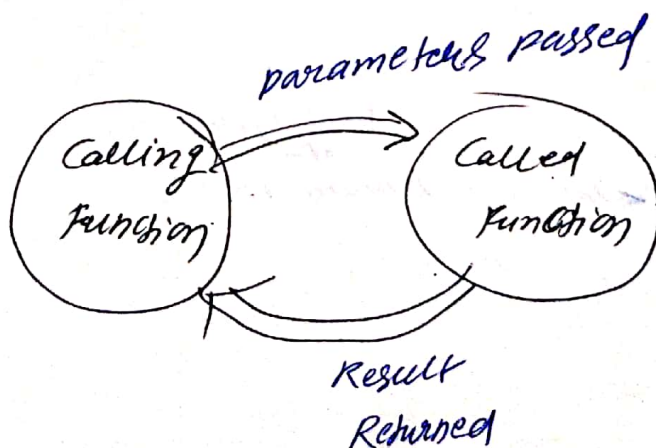 parameters passed
Calling
Function
Called
Function
Result
Returned